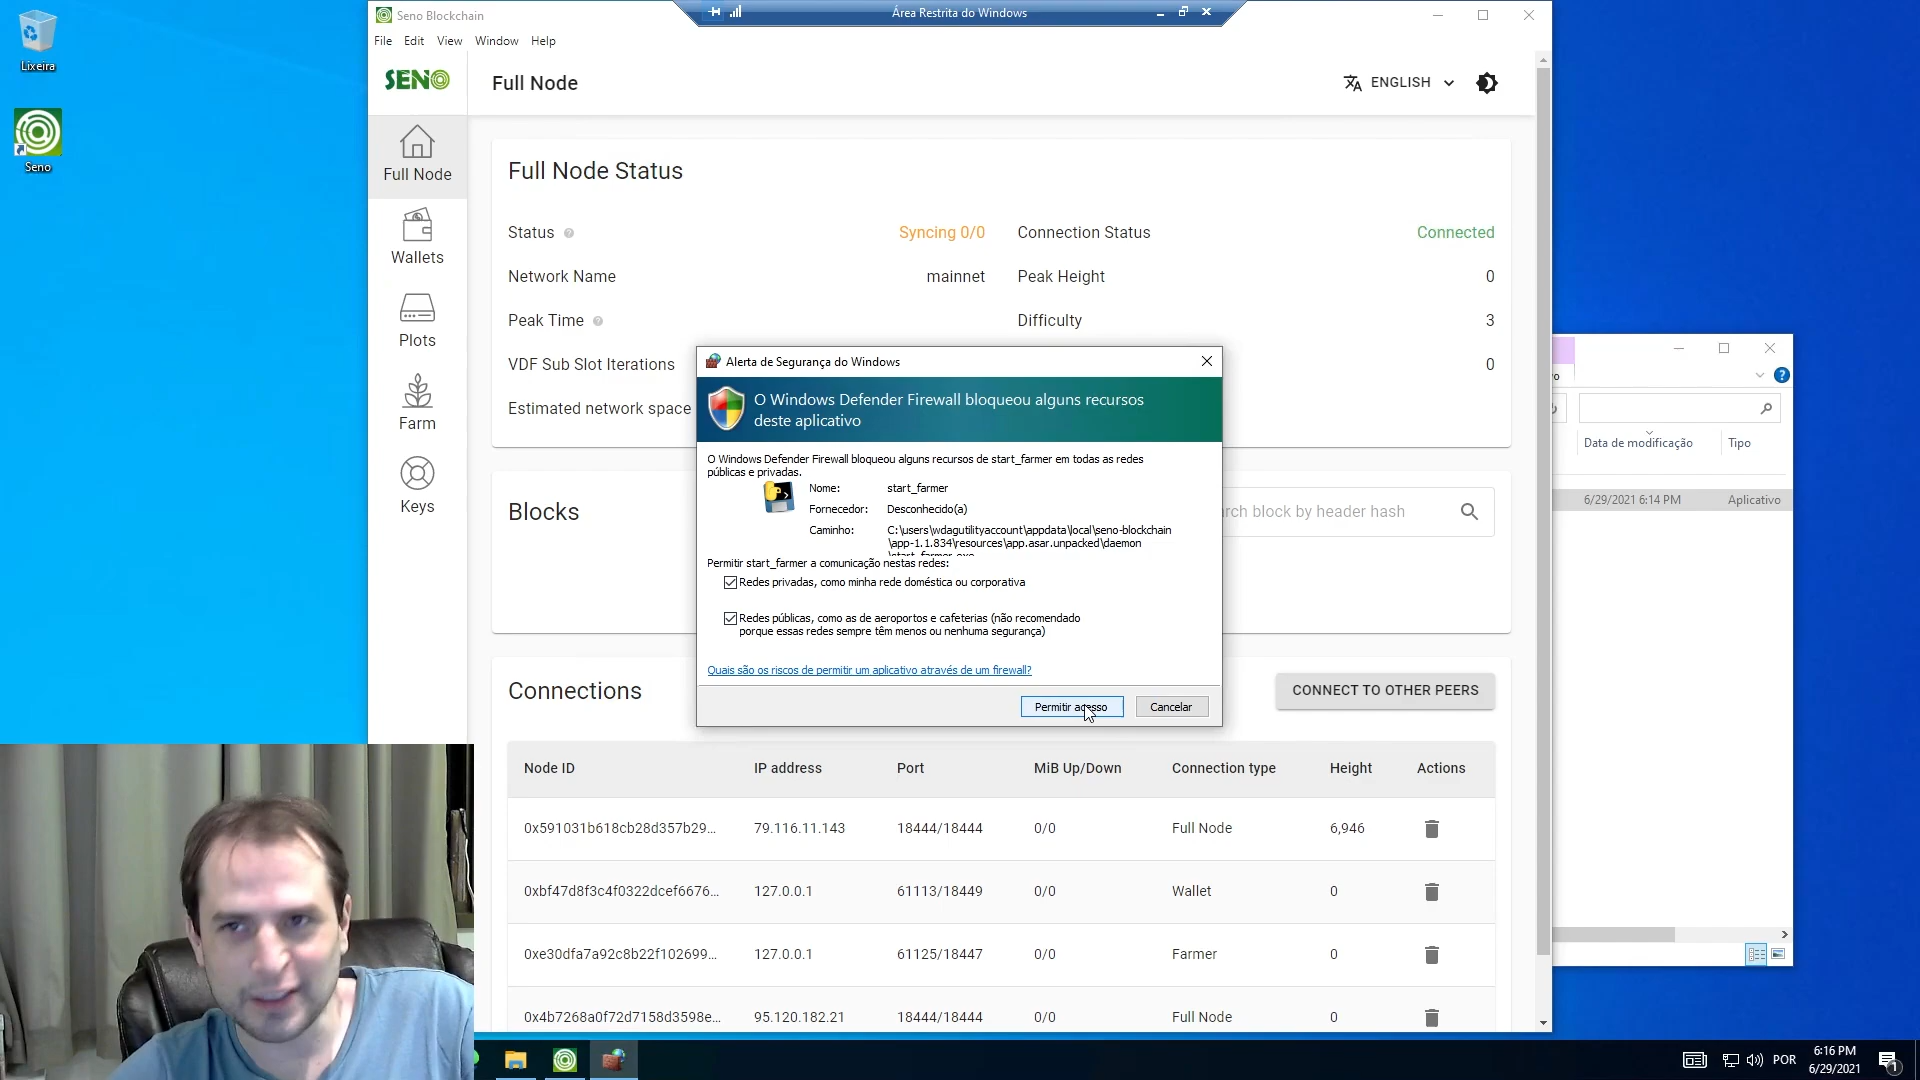 Lixeira
Seno
Seno Blockchain
Área Restrita do Windows
File Edit View Window Help
SENO
Full Node
ENGLISH
Full Node
Wallets
Plots
Farm
Keys
Full Node Status
Status
Syncing 0/0
Connection Status
Connected
Network Name
mainnet
Peak Height
0
Peak Time
Difficulty
3
VDF Sub Slot Iterations
0
Estimated network space
Alerta de Segurança do Windows
O Windows Defender Firewall bloqueou alguns recursos
deste aplicativo
O Windows Defender Firewall bloqueou alguns recursos de start_farmer em todas as redes
públicas e privadas.
Nome: start_farmer
Fornecedor: Desconhecido(a)
Caminho: C:\users\wdagutilityaccount\appdata\local\seno-blockchain
\app-1.1.834\resources\app.asar.unpacked\daemon
Permitir start_farmer a comunicação nestas redes:
Redes privadas, como minha rede doméstica ou corporativa
Redes públicas, como as de aeroportos e cafeterias (não recomendado
porque essas redes sempre têm menos ou nenhuma segurança)
Quais são os riscos de permitir um aplicativo através de um firewall?
Permitir acesso
Cancelar
Blocks
rch block by header hash
Connections
CONNECT TO OTHER PEERS
Node ID IP address Port MiB Up/Down Connection type Height Actions
0x591031b618cb28d357b29... 79.116.11.143 18444/18444 0/0 Full Node 6,946
0xbf47d8f3c4f0322dcef6676... 127.0.0.1 61113/18449 0/0 Wallet 0
0xe30dfa7a92c8b22f102699... 127.0.0.1 61125/18447 0/0 Farmer 0
0x4b7268a0f72d7158d3598e... 95.120.182.21 18444/18444 0/0 Full Node 0
vo
Data de modificação Tipo
6/29/2021 6:14 PM Aplicativo
POR
6:16 PM
6/29/2021
1